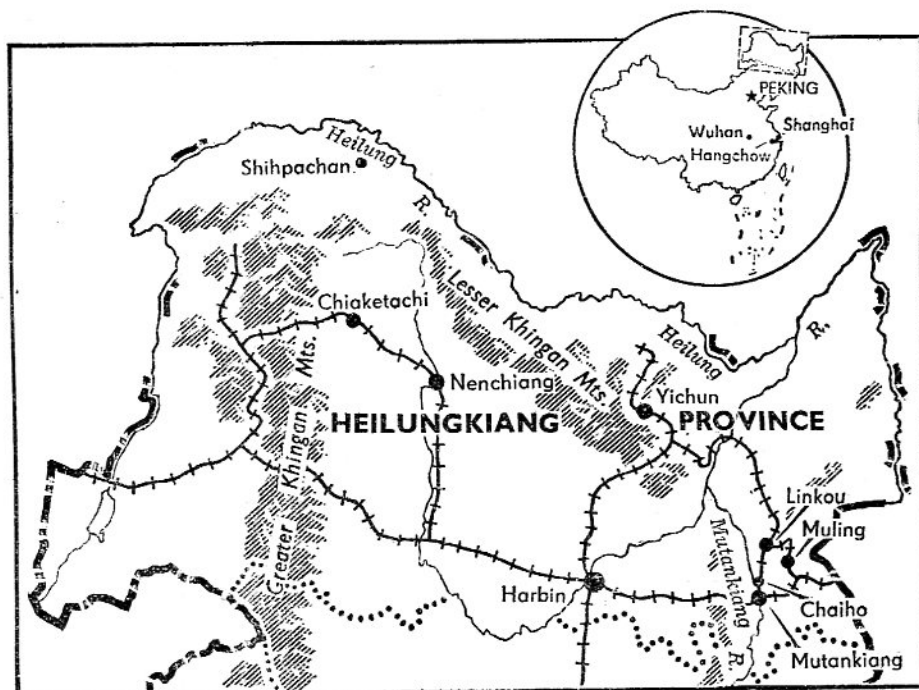 PEKING
Wuhan
Shanghai
Hangchow
Heilung
Shihpachan
R.
Lesser Khingan Mts.
Chiaketachi
Mts.
Heilung
R.
Nenchiang
Yichun
HEILUNGKIANG PROVINCE
Khingan
Linkou
Muling
Greater
Mutankiang
Harbin
Chaiho
Mutankiang
R.